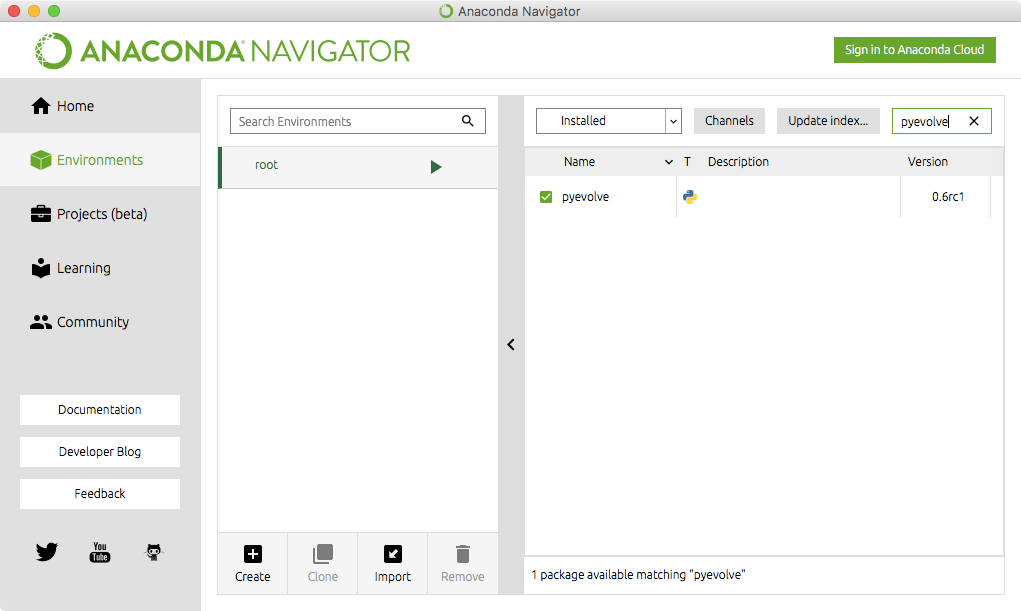 Anaconda Navigator
ANACONDA NAVIGATOR
Sign in to Anaconda Cloud
Home
Environments
Projects (beta)
Learning
Community
Documentation
Developer Blog
Feedback
You
Tube
Search Environments
root
Create
Clone
Import
Remove
Installed
Channels
Update index...
pyevolve
Name
T
Description
Version
pyevolve
0.6rc1
1 package available matching "pyevolve"